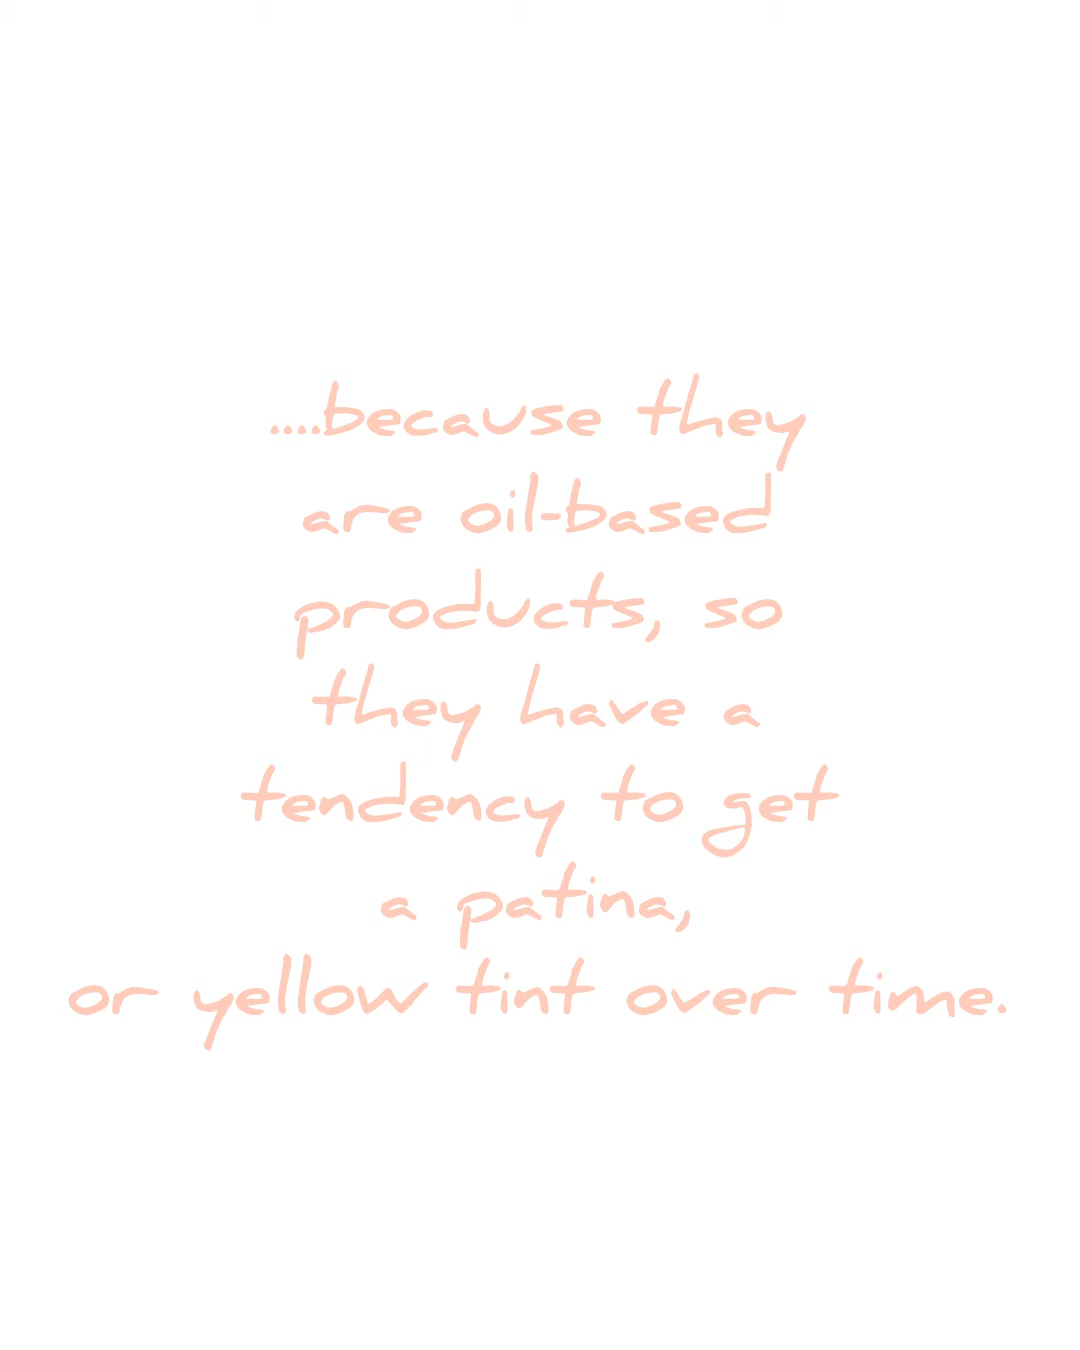 ....because they
are oil-based
products, so
they have a
tendency to get
a patina,
or yellow tint over time.